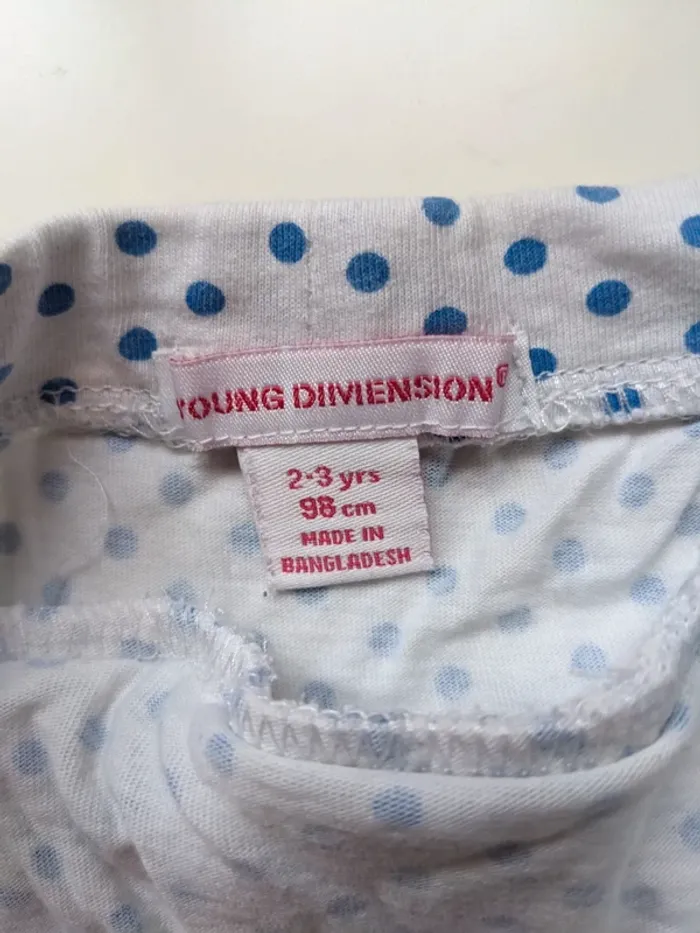 YOUNG DIMENSION®
2-3 yrs
98 cm
MADE IN
BANGLADESH